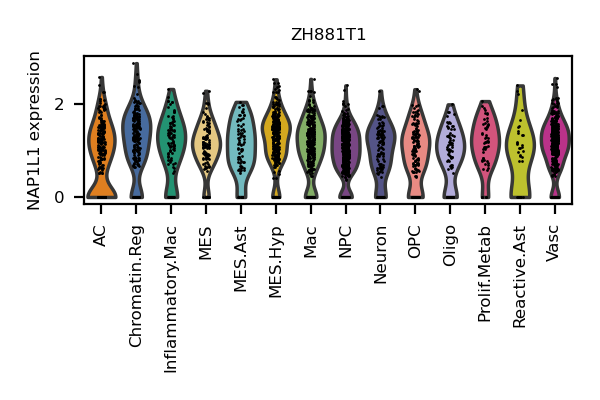 ZH881T1
NAP1L1 expression
2
0
AC
Chromatin.Reg
Inflammatory.Mac
MES
MES.Ast
MES.Hyp
Mac
NPC
Neuron
OPC
Oligo
Prolif.Metab
Reactive.Ast
Vasc